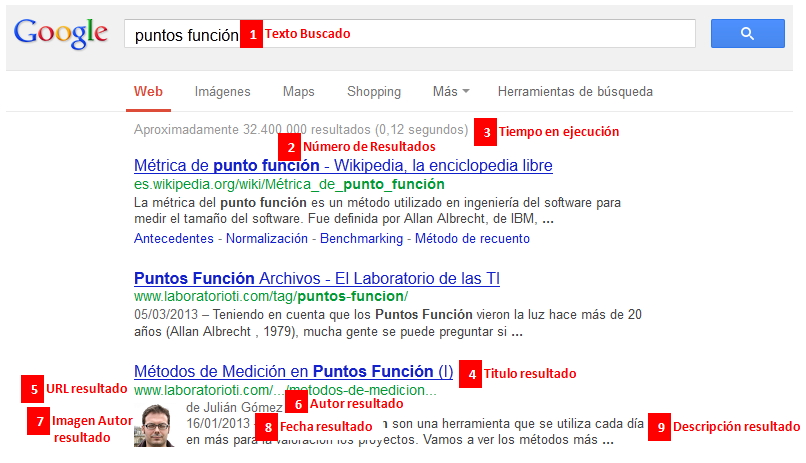 Google puntos función 1 Texto Buscado
Web Imágenes Maps Shopping Más Herramientas de búsqueda
Aproximadamente 32.400.000 resultados (0,12 segundos) 3 Tiempo en ejecución
2 Número de Resultados
Métrica de punto función - Wikipedia, la enciclopedia libre
es.wikipedia.org/wiki/Métrica_de_punto_función
La métrica del punto función es un método utilizado en ingeniería del software para
medir el tamaño del software. Fue definida por Allan Albrecht, de IBM, ...
Antecedentes - Normalización - Benchmarking - Método de recuento
Puntos Función Archivos - El Laboratorio de las TI
www.laboratorioti.com/tag/puntos-funcion/
05/03/2013 – Teniendo en cuenta que los Puntos Función vieron la luz hace más de 20
años (Allan Albrecht , 1979), mucha gente se puede preguntar si ...
Métodos de Medición en Puntos Función (I) 4 Titulo resultado
5 URL resultado www.laboratorioti.com/.../metodos-de-medicion...
de Julián Gómez 6 Autor resultado
7 Imagen Autor resultado
16/01/2013 8 Fecha resultado son una herramienta que se utiliza cada día 9 Descripción resultado
en más para la valoración los proyectos. Vamos a ver los métodos más ...